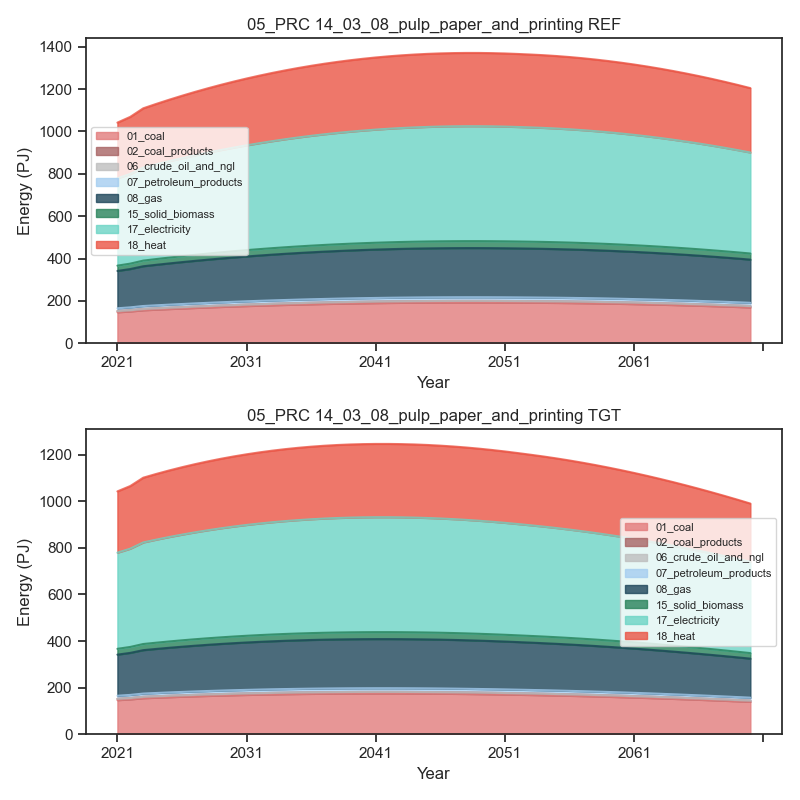 05_PRC 14_03_08_pulp_paper_and_printing REF
1400
1200
1000
800
600
400
200
0
Energy (PJ)
01_coal
02_coal_products
06_crude_oil_and_ngl
07_petroleum_products
08_gas
15_solid_biomass
17_electricity
18_heat
2021 2031 2041 2051 2061
Year
05_PRC 14_03_08_pulp_paper_and_printing TGT
1200
1000
800
600
400
200
0
Energy (PJ)
01_coal
02_coal_products
06_crude_oil_and_ngl
07_petroleum_products
08_gas
15_solid_biomass
17_electricity
18_heat
2021 2031 2041 2051 2061
Year